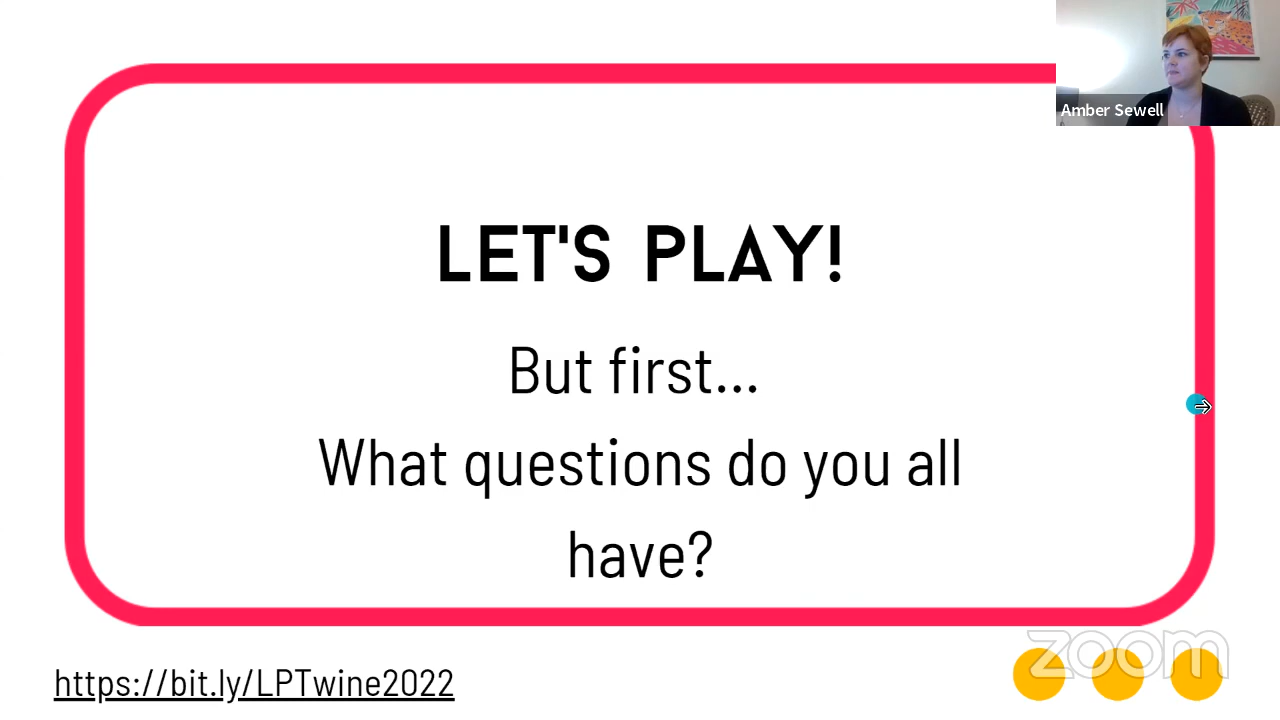 Amber Sewell
LET'S PLAY!
But first...
What questions do you all
have?
https://bit.ly/LPTwine2022
zoom